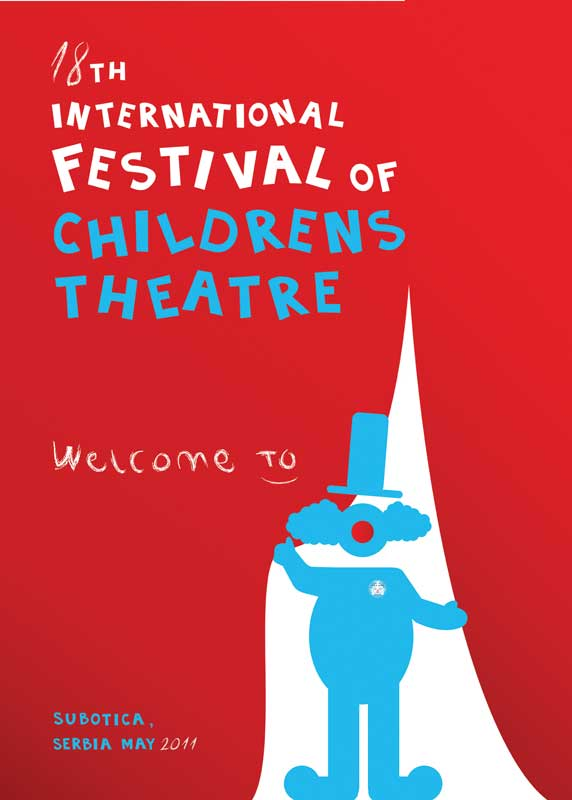 18TH
INTERNATIONAL
FESTIVAL OF
CHILDRENS
THEATRE
Welcome TO
SUBOTICA,
SERBIA MAY 2011